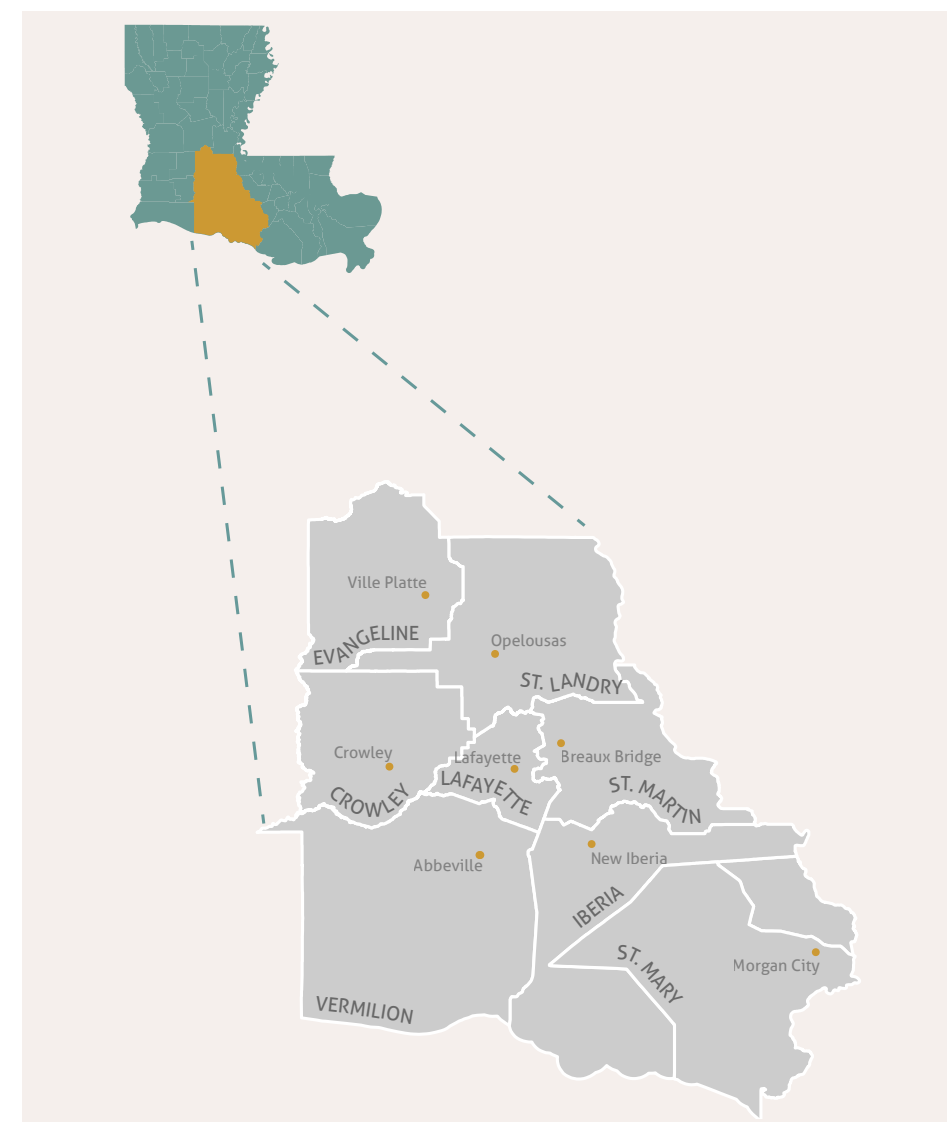 Ville Platte
EVANGELINE
Opelousas
ST. LANDRY
Crowley
CROWLEY
Lafayette
LAFAYETTE
Breaux Bridge
ST. MARTIN
Abbeville
New Iberia
IBERIA
ST. MARY
Morgan City
VERMILION